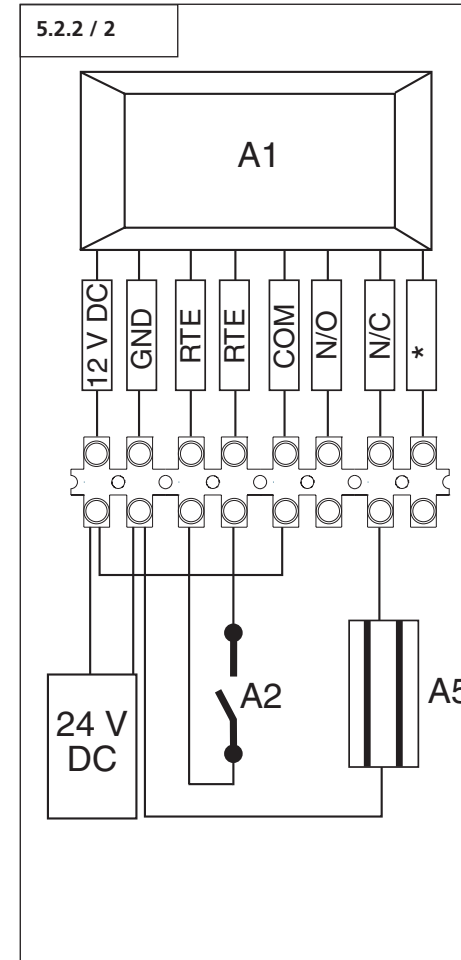 5.2.2 / 2
A1
12 V DC
GND
RTE
RTE
COM
N/O
N/C
*
A2
A5
24 V
DC